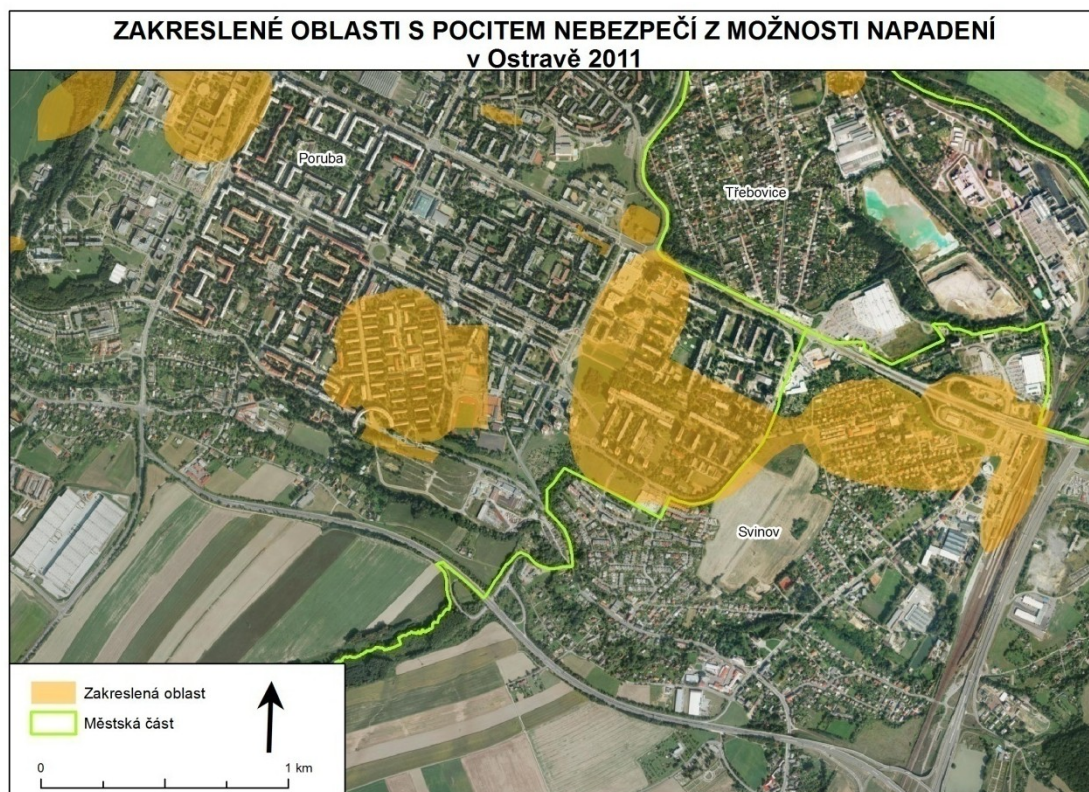 ZAKRESLENÉ OBLASTI S POCITEM NEBEZPEČÍ Z MOŽNOSTI NAPADENÍ
v Ostravě 2011
Poruba
Třebovice
Svinov
Zakreslená oblast
Městská část
0 1 km